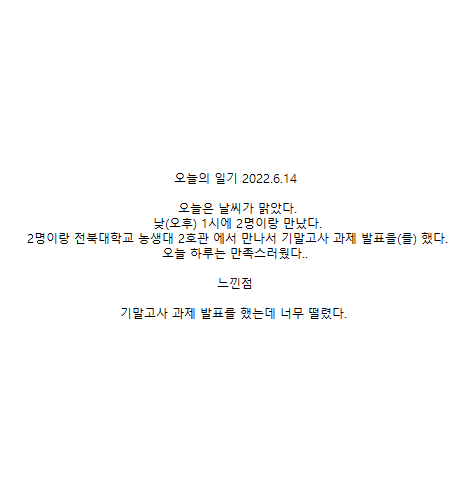 오늘의 일기 2022.6.14
오늘은 날씨가 맑았다.
낮(오후) 1시에 2명이랑 만났다.
2명이랑 전북대학교 농생대 2호관 에서 만나서 기말고사 과제 발표을(를) 했다.
오늘 하루는 만족스러웠다..
느낀점
기말고사 과제 발표를 했는데 너무 떨렸다.